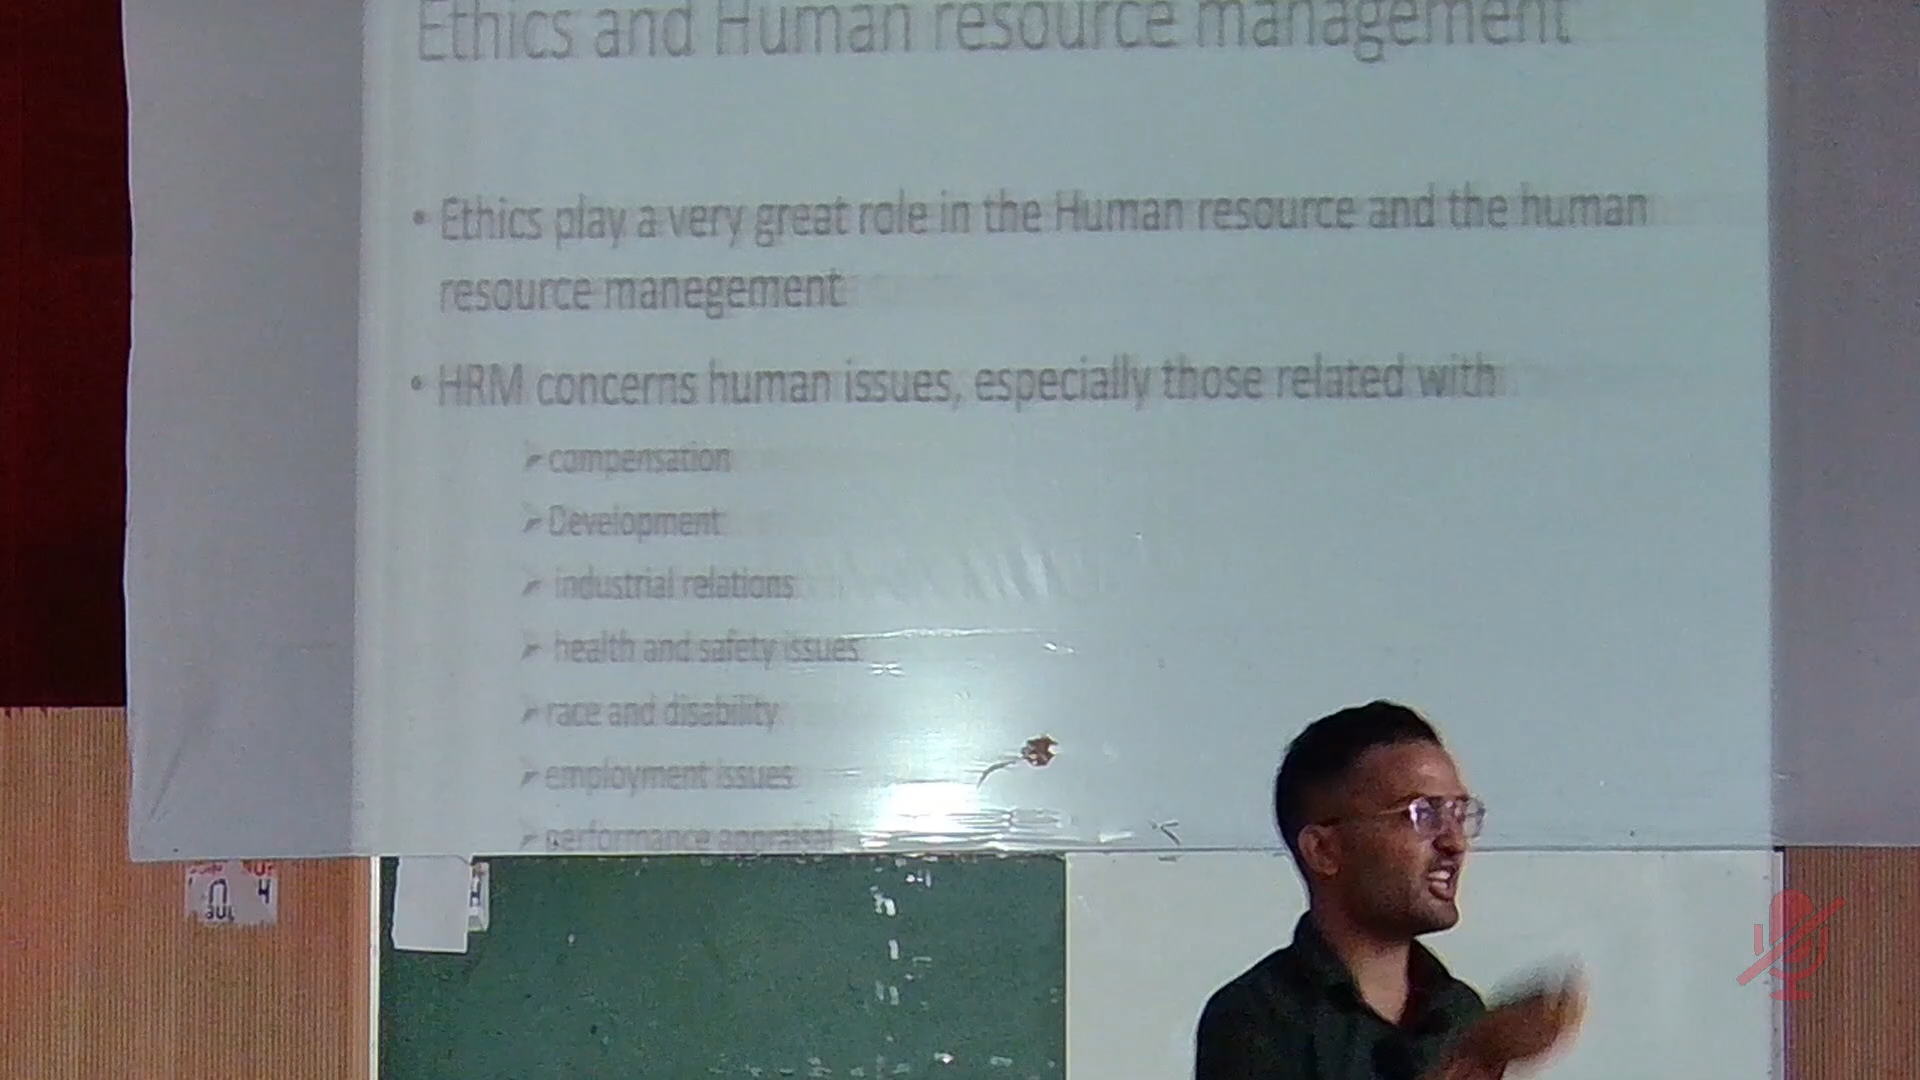 Ethics and Human resource management
• Ethics play a very great role in the Human resource and the human
resource manegement
• HRM concerns human issues, especially those related with
➢ compensation
➢ Development
➢ industrial relations
➢ health and safety issues
➢ race and disability
➢ employment issues
➢ performance appraisal